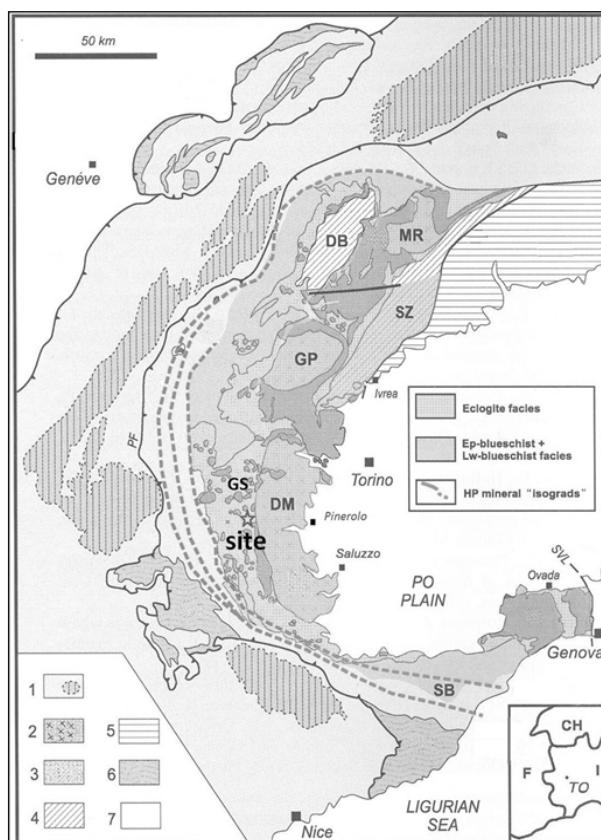 50 km
Genéve
DB
MR
SZ
GP
Ivrea
Eclogite facies
Ep-blueschist +
Lw-blueschist facies
HP mineral "isograds"
PF
Torino
GS
DM
Pinerolo
site
Saluzzo
PO
PLAIN
SVL
Ovada
Genova
SB
1
5
2
6
3
7
4
CH
F
I
TO
LIGURIAN
SEA
Nice